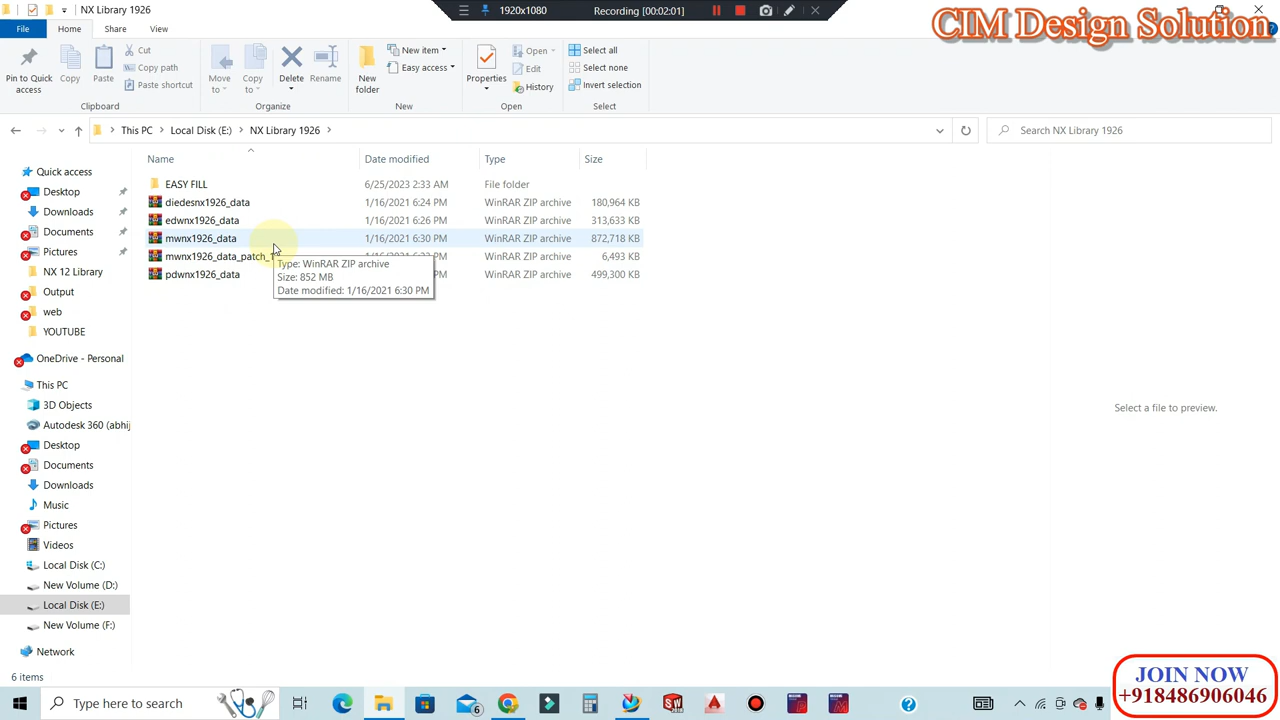 NX Library 1926
1920x1080
Recording [00:02:01]
CIM Design Solution
File
Home
Share
View
Pin to Quick access
Copy
Paste
Cut
Copy path
Paste shortcut
Clipboard
Move to
Copy to
Delete
Rename
Organize
New folder
New item
Easy access
New
Properties
Open
Edit
History
Open
Select all
Select none
Invert selection
Select
This PC > Local Disk (E:) > NX Library 1926 >
Search NX Library 1926
Name Date modified Type Size
EASY FILL 6/25/2023 2:33 AM File folder
diedesnx1926_data 1/16/2021 6:24 PM WinRAR ZIP archive 180,964 KB
edwnx1926_data 1/16/2021 6:26 PM WinRAR ZIP archive 313,633 KB
mwnx1926_data 1/16/2021 6:30 PM WinRAR ZIP archive 872,718 KB
mwnx1926_data_patch_1 WinRAR ZIP archive 6,493 KB
pdwnx1926_data PM WinRAR ZIP archive 499,300 KB
Type: WinRAR ZIP archive
Size: 852 MB
Date modified: 1/16/2021 6:30 PM
Quick access
Desktop
Downloads
Documents
Pictures
NX 12 Library
Output
web
YOUTUBE
OneDrive - Personal
This PC
3D Objects
Autodesk 360 (abhij
Desktop
Documents
Downloads
Music
Pictures
Videos
Local Disk (C:)
New Volume (D:)
Local Disk (E:)
New Volume (F:)
Network
Select a file to preview.
6 items
Type here to search
6
JOIN NOW
+918486906046